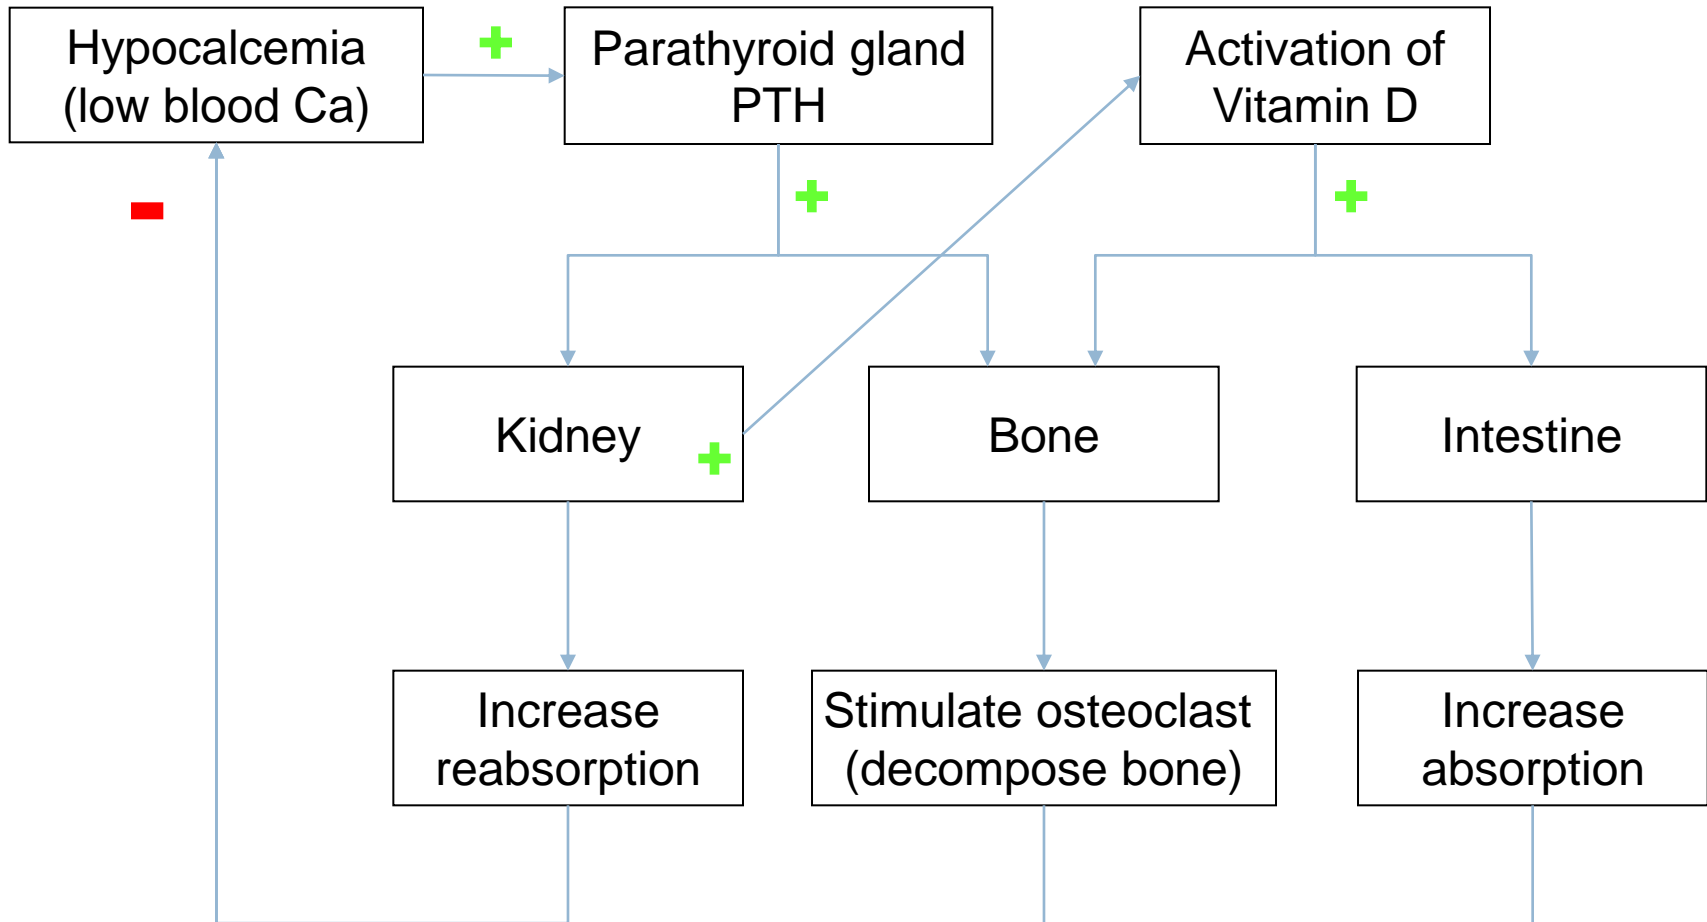 Hypocalcemia
(low blood Ca)
Parathyroid gland
PTH
Activation of
Vitamin D
Kidney
Bone
Intestine
Increase
reabsorption
Stimulate osteoclast
(decompose bone)
Increase
absorption